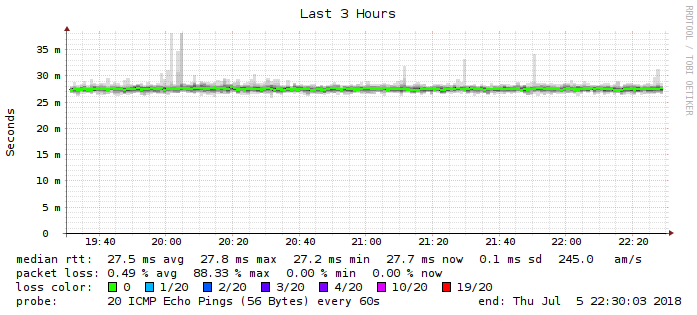 Last 3 Hours
RRDTOOL / TOBI OETIKER
Seconds
35 m
30 m
25 m
20 m
15 m
10 m
5 m
0
19:40 20:00 20:20 20:40 21:00 21:20 21:40 22:00 22:20
median rtt: 27.5 ms avg 27.8 ms max 27.2 ms min 27.7 ms now 0.1 ms sd 245.0 am/s
packet loss: 0.49 % avg 88.33 % max 0.00 % min 0.00 % now
loss color: 0 1/20 2/20 3/20 4/20 10/20 19/20
probe: 20 ICMP Echo Pings (56 Bytes) every 60s end: Thu Jul 5 22:30:03 2018